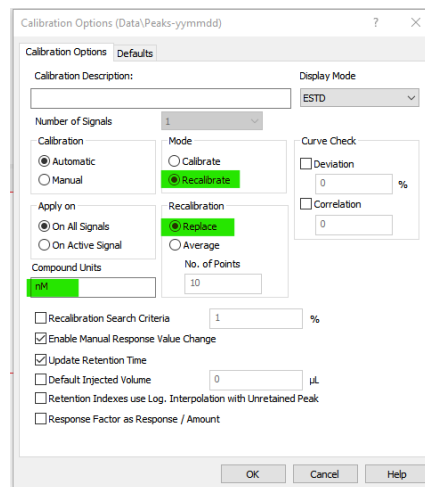 Calibration Options (Data\Peaks-yymmdd) ?
Calibration Options Defaults
Calibration Description: Display Mode
ESTD
Number of Signals 1
Calibration Mode Curve Check
Automatic Calibrate Deviation
Manual Recalibrate 0 %
Correlation
Apply on Recalibration 0
On All Signals Replace
On Active Signal Average
Compound Units No. of Points
nM 10
Recalibration Search Criteria 1 %
Enable Manual Response Value Change
Update Retention Time
Default Injected Volume 0 µL
Retention Indexes use Log. Interpolation with Unretained Peak
Response Factor as Response / Amount
OK Cancel Help